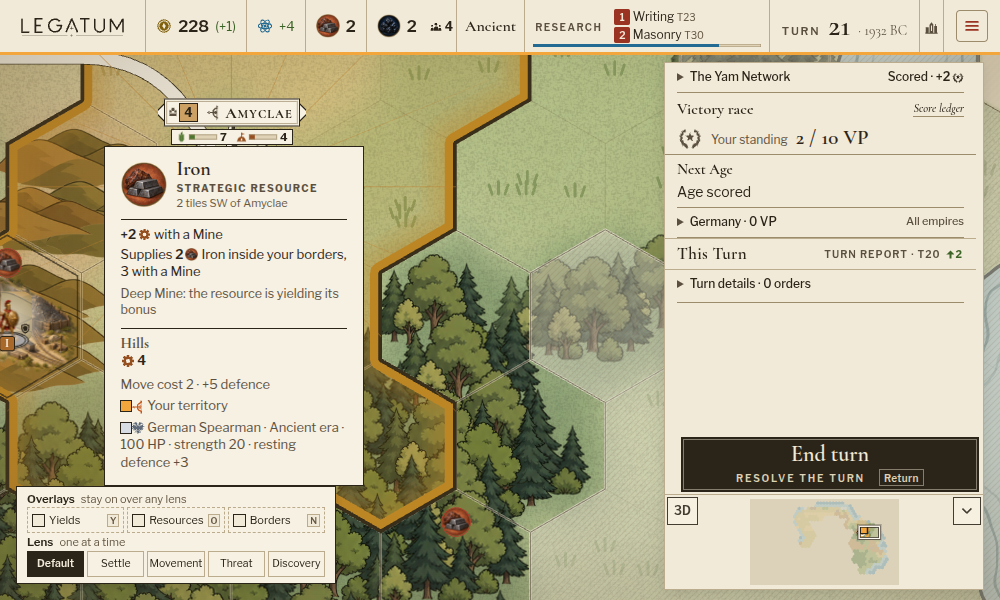 LEGATUM
228 (+1)
+4
2
2
4
Ancient
RESEARCH
1 Writing T23
2 Masonry T30
TURN 21 · 1932 BC
4 AMYCLAE
7 4
Iron
STRATEGIC RESOURCE
2 tiles SW of Amyclae
+2 with a Mine
Supplies 2 Iron inside your borders,
3 with a Mine
Deep Mine: the resource is yielding its
bonus
Hills
4
Move cost 2 · +5 defence
Your territory
German Spearman · Ancient era ·
100 HP · strength 20 · resting
defence +3
I
Overlays stay on over any lens
Yields Y
Resources O
Borders N
Lens one at a time
Default
Settle
Movement
Threat
Discovery
The Yam Network Scored · +2
Victory race Score ledger
Your standing 2 / 10 VP
Next Age
Age scored
Germany · 0 VP All empires
This Turn TURN REPORT · T20 2
Turn details · 0 orders
End turn
RESOLVE THE TURN Return
3D